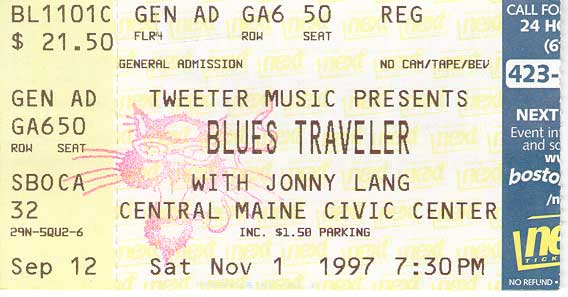 BL1101C GEN AD GA6 50 REG
$ 21.50 FLR4 ROW SEAT
GENERAL ADMISSION NO CAM/TAPE/BEV
GEN AD TWEETER MUSIC PRESENTS
GA650 BLUES TRAVELER
ROW SEAT
SBOCA WITH JONNY LANG
32 CENTRAL MAINE CIVIC CENTER
29N-5QU2-6 INC. $1.50 PARKING
Sep 12 Sat Nov 1 1997 7:30PM
CALL FO
24 HO
(6
423-
NEXT
Event in
and so
w
bosto
/n
ne
TICK
NO REFUND •